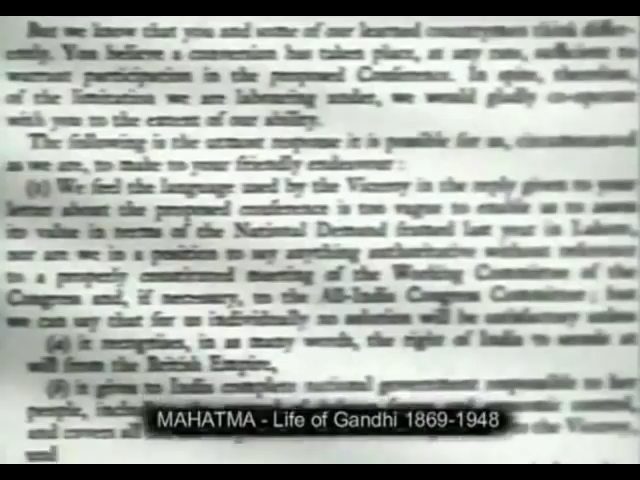 But we know that you and some of our learned countrymen think differ-
ently. You believe a conversion has taken place, at any rate, sufficient to
warrant participation in the proposed Conference. In spite, therefore,
of the limitation we are labouring under, we would gladly co-operate
with you to the extent of our ability.
The following is the utmost response it is possible for us, circumstanced
as we are, to make to your friendly endeavour :
We feel the language used by the Viceroy in the reply given to your
letter about the proposed conference is too vague to enable us to assess
its value in terms of the National Demand framed last year in Lahore,
nor are we in a position to say anything authoritative without reference
to a properly constituted meeting of the Working Committee of the
Congress and, if necessary, to the All-India Congress Committee; but
we can say that for us individually no solution will be satisfactory unless
(a) it recognizes, in as many words, the right of India to secede at
will from the British Empire,
(b) it gives to India complete national government responsible to her
people,
and covers all the Viceroy,
and
MAHATMA - Life of Gandhi 1869-1948